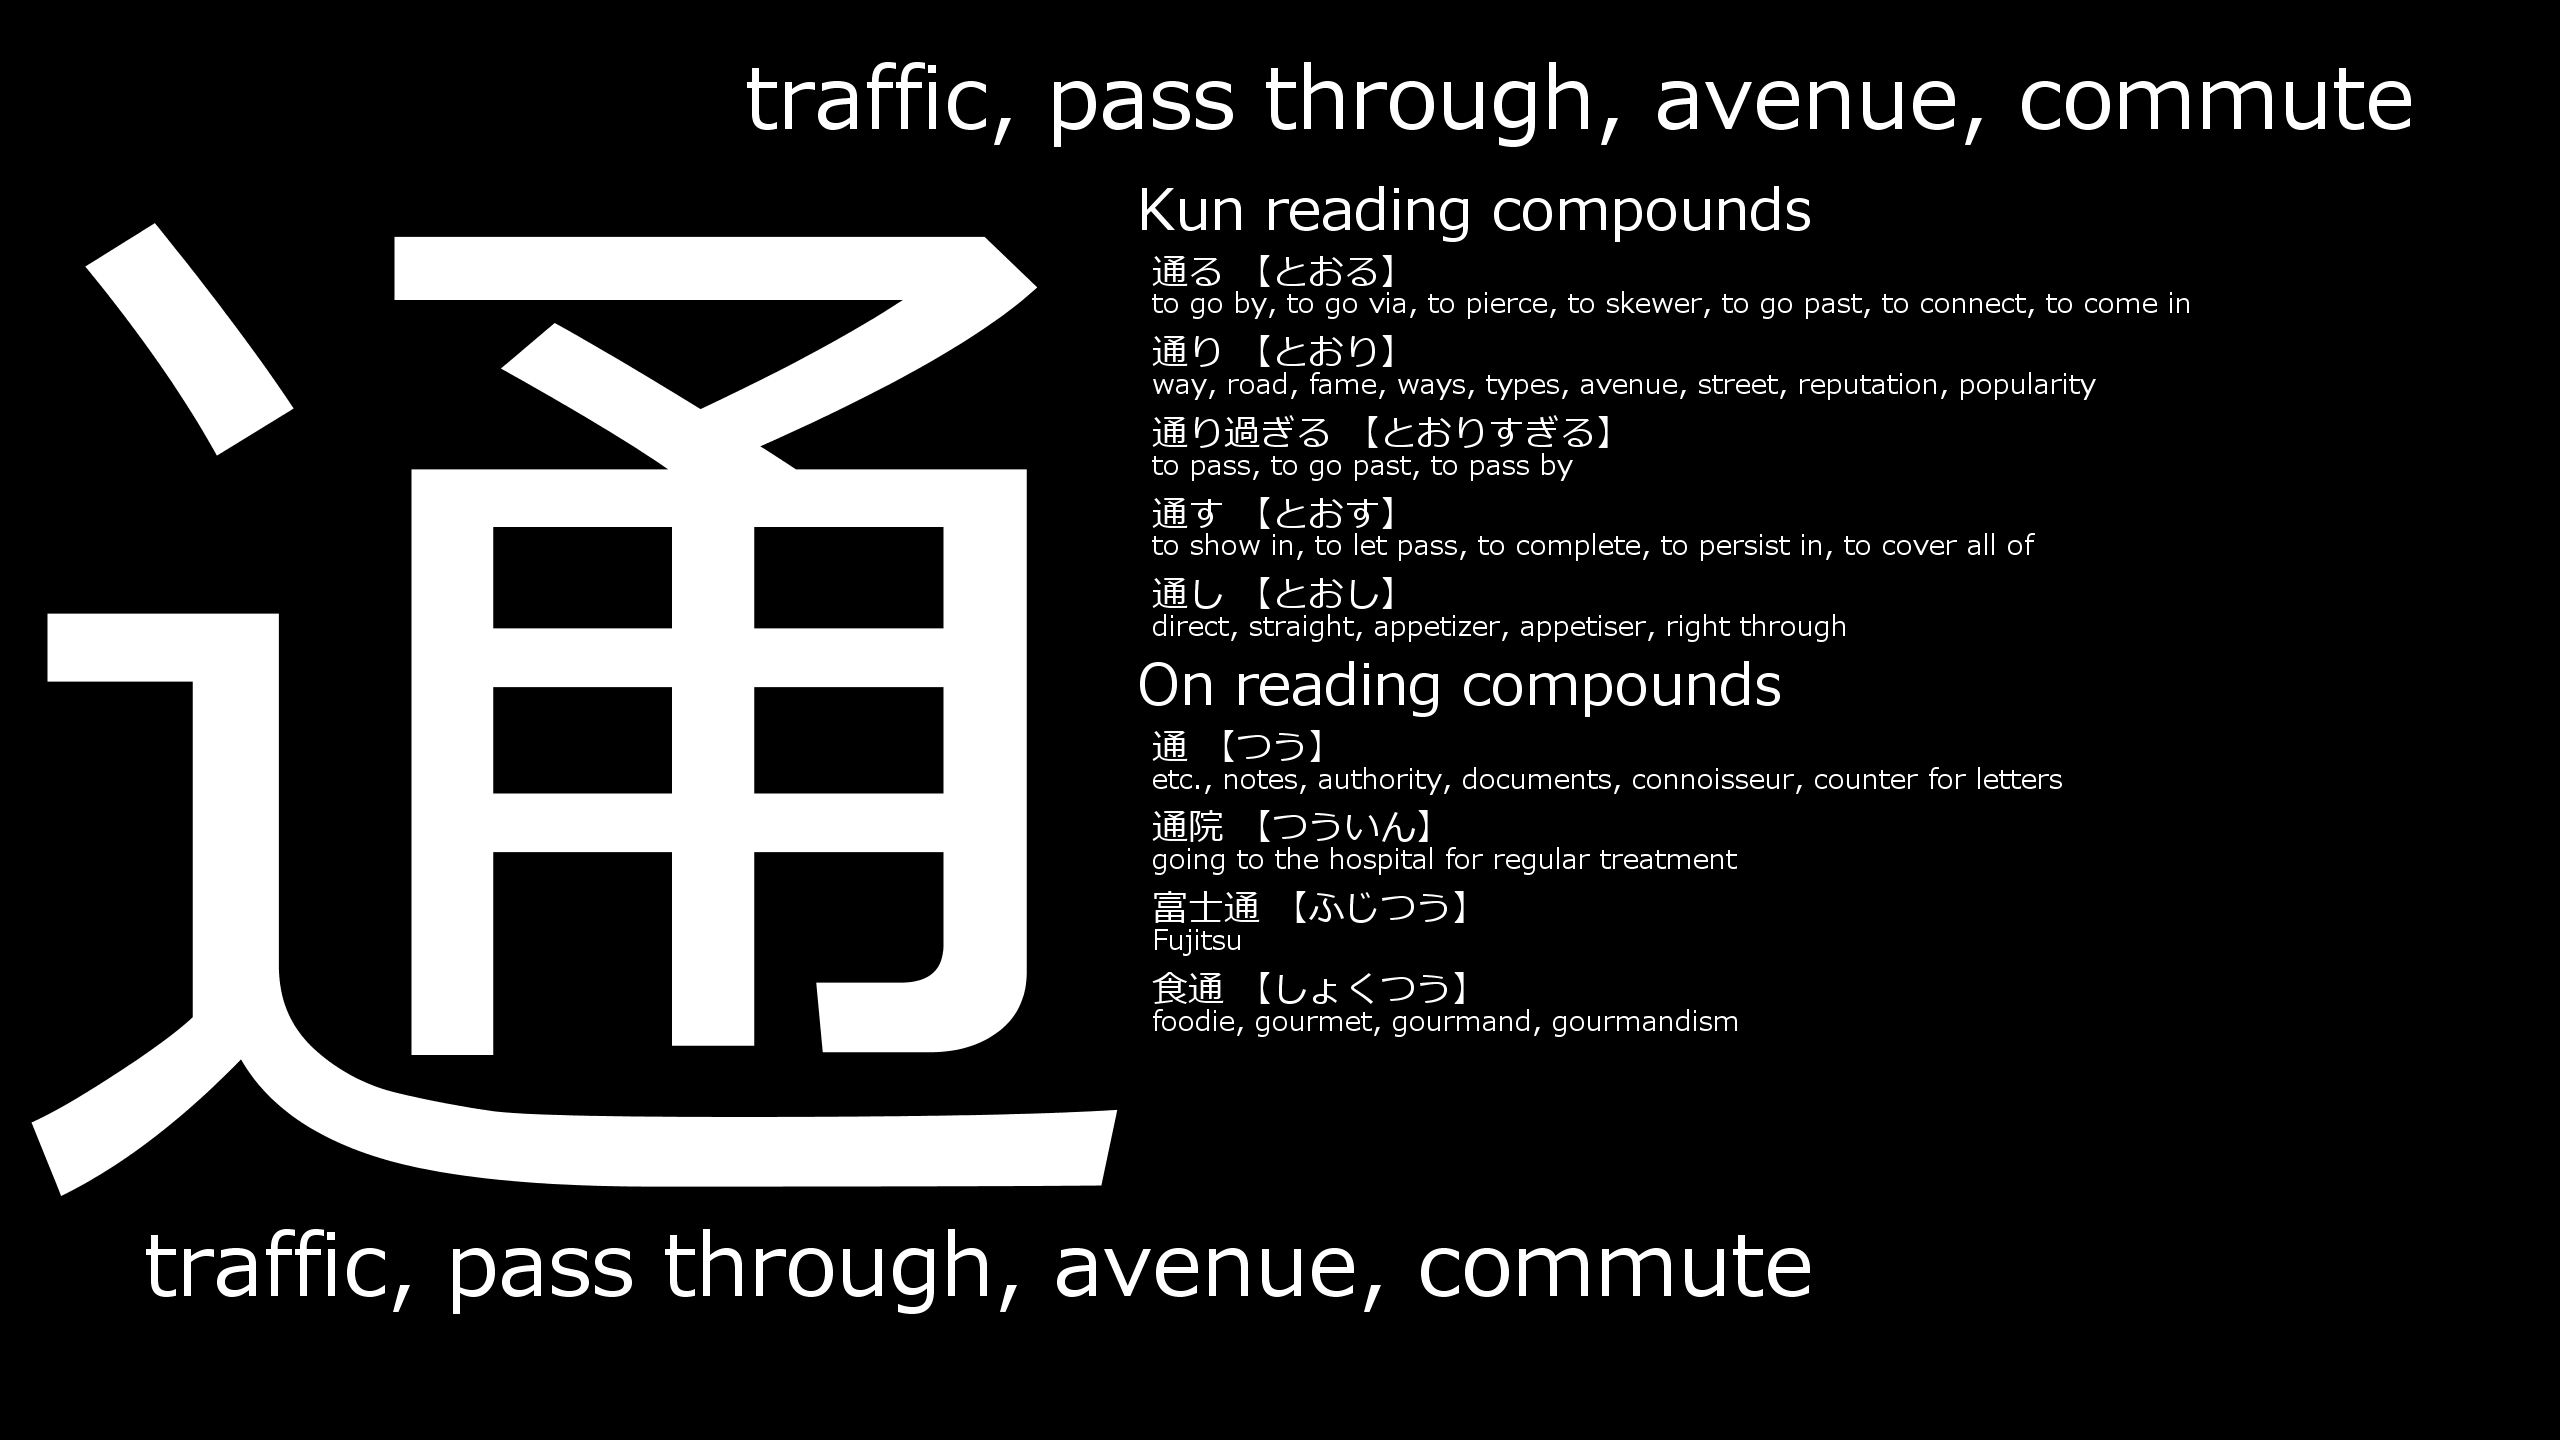 traffic, pass through, avenue, commute
通
Kun reading compounds
通る 【とおる】
to go by, to go via, to pierce, to skewer, to go past, to connect, to come in
通り 【とおり】
way, road, fame, ways, types, avenue, street, reputation, popularity
通り過ぎる 【とおりすぎる】
to pass, to go past, to pass by
通す 【とおす】
to show in, to let pass, to complete, to persist in, to cover all of
通し 【とおし】
direct, straight, appetizer, appetiser, right through
On reading compounds
通 【つう】
etc., notes, authority, documents, connoisseur, counter for letters
通院 【つういん】
going to the hospital for regular treatment
富士通 【ふじつう】
Fujitsu
食通 【しょくつう】
foodie, gourmet, gourmand, gourmandism
traffic, pass through, avenue, commute